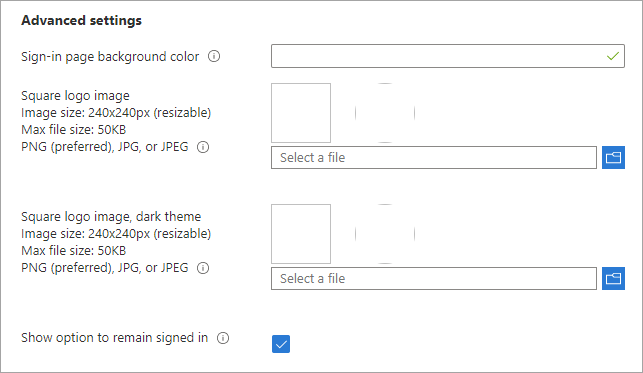 Advanced settings
Sign-in page background color
Square logo image
Image size: 240x240px (resizable)
Max file size: 50KB
PNG (preferred), JPG, or JPEG
Select a file
Square logo image, dark theme
Image size: 240x240px (resizable)
Max file size: 50KB
PNG (preferred), JPG, or JPEG
Select a file
Show option to remain signed in